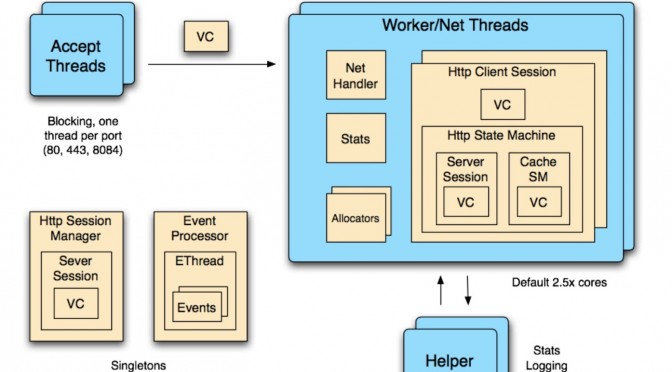 Accept
Threads
VC
Blocking, one
thread per port
(80, 443, 8084)
Worker/Net Threads
Net
Handler
Stats
Allocators
Http Client Session
VC
Http State Machine
Server
Session
VC
Cache
SM
VC
Http Session
Manager
Sever
Session
VC
Event
Processor
EThread
Events
Singletons
Default 2.5x cores
Helper
Stats
Logging